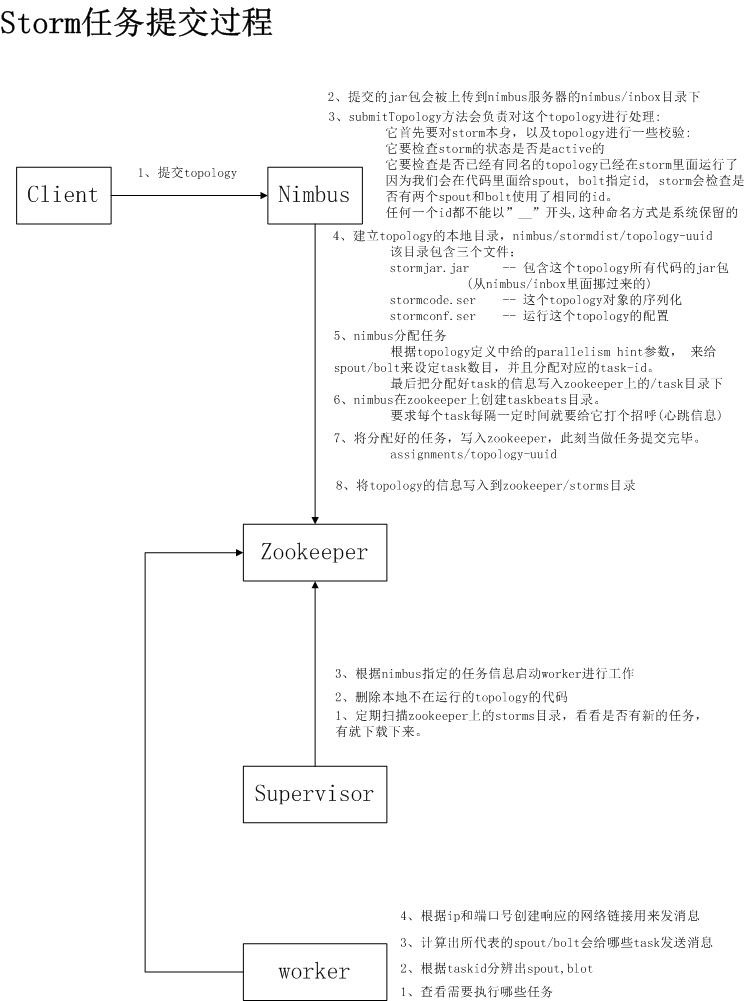 Storm任务提交过程
2、提交的jar包会被上传到nimbus服务器的nimbus/inbox目录下
3、submitTopology方法会负责对这个topology进行处理:
它首先要对storm本身，以及topology进行一些校验:
它要检查storm的状态是否是active的
它要检查是否已经有同名的topology已经在storm里面运行了
因为我们会在代码里面给spout, bolt指定id, storm会检查是
否有两个spout和bolt使用了相同的id。
任何一个id都不能以”__”开头,这种命名方式是系统保留的
1、提交topology
Client
Nimbus
4、建立topology的本地目录，nimbus/stormdist/topology-uuid
该目录包含三个文件:
stormjar.jar -- 包含这个topology所有代码的jar包
(从nimbus/inbox里面挪过来的)
stormcode.ser -- 这个topology对象的序列化
stormconf.ser -- 运行这个topology的配置
5、nimbus分配任务
根据topology定义中给的parallelism hint参数， 来给
spout/bolt来设定task数目，并且分配对应的task-id。
最后把分配好task的信息写入zookeeper上的/task目录下
6、nimbus在zookeeper上创建taskbeats目录。
要求每个task每隔一定时间就要给它打个招呼(心跳信息)
7、将分配好的任务，写入zookeeper，此刻当做任务提交完毕。
assignments/topology-uuid
8、将topology的信息写入到zookeeper/storms目录
Zookeeper
3、根据nimbus指定的任务信息启动worker进行工作
2、删除本地不在运行的topology的代码
1、定期扫描zookeeper上的storms目录，看看是否有新的任务，
有就下载下来。
Supervisor
4、根据ip和端口号创建响应的网络链接用来发消息
3、计算出所代表的spout/bolt会给哪些task发送消息
2、根据taskid分辨出spout,blot
1、查看需要执行哪些任务
worker